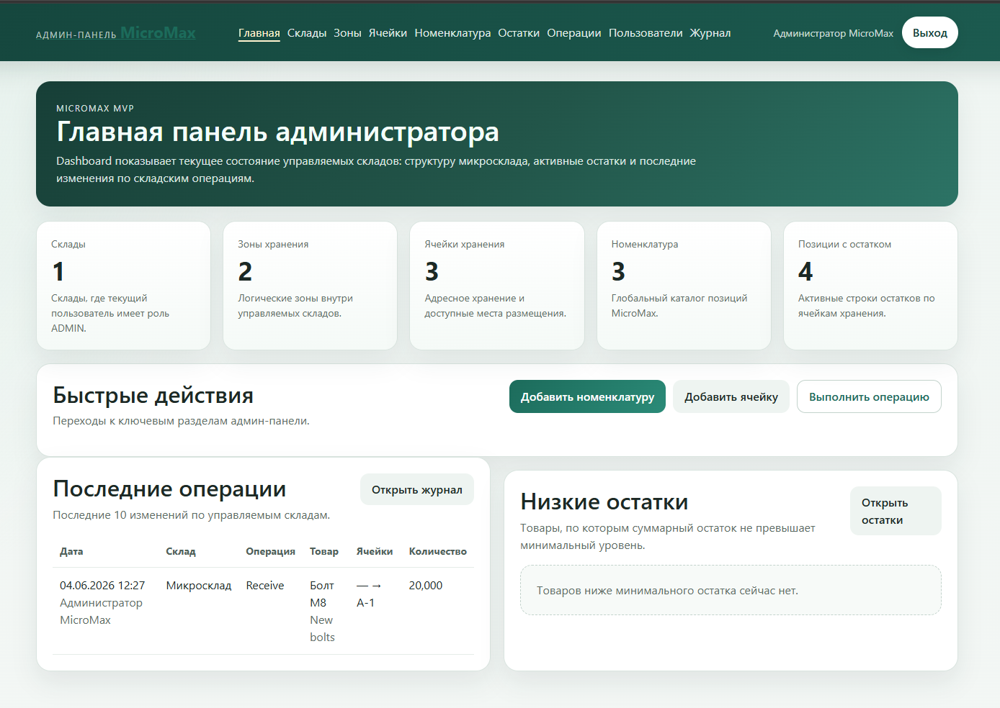 АДМИН-ПАНЕЛЬ MicroMax
Главная Склады Зоны Ячейки Номенклатура Остатки Операции Пользователи Журнал
Администратор MicroMax
Выход
MICROMAX MVP
Главная панель администратора
Dashboard показывает текущее состояние управляемых складов: структуру микросклада, активные остатки и последние
изменения по складским операциям.
Склады
1
Склады, где текущий
пользователь имеет роль
ADMIN.
Зоны хранения
2
Логические зоны внутри
управляемых складов.
Ячейки хранения
3
Адресное хранение и
доступные места размещения.
Номенклатура
3
Глобальный каталог позиций
MicroMax.
Позиции с остатком
4
Активные строки остатков по
ячейкам хранения.
Быстрые действия
Переходы к ключевым разделам админ-панели.
Добавить номенклатуру
Добавить ячейку
Выполнить операцию
Последние операции
Последние 10 изменений по управляемым складам.
Открыть журнал
Дата Склад Операция Товар Ячейки Количество
04.06.2026 12:27 Микросклад Receive Болт — → 20,000
Администратор М8 A-1
MicroMax New
bolts
Низкие остатки
Товары, по которым суммарный остаток не превышает
минимальный уровень.
Открыть
остатки
Товаров ниже минимального остатка сейчас нет.